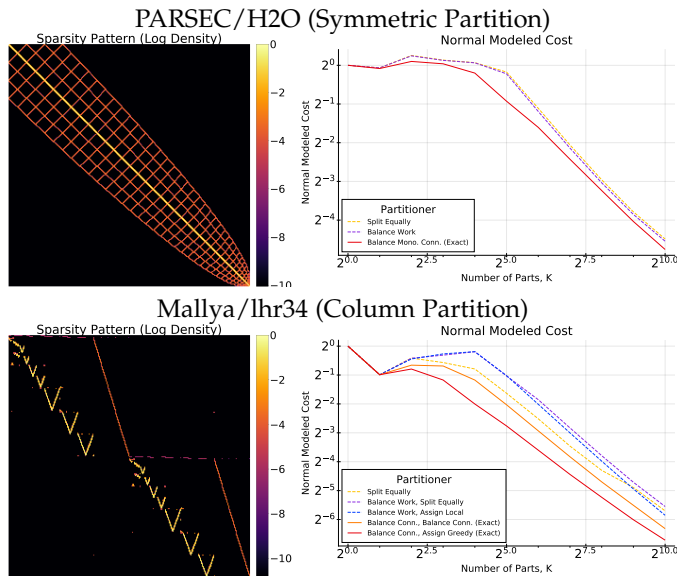 PARSEC/H2O (Symmetric Partition)
Sparsity Pattern (Log Density)
0
−2
−4
−6
−8
−10
Normal Modeled Cost
Normal Modeled Cost
2^0
2^−1
2^−2
2^−3
2^−4
Partitioner
Split Equally
Balance Work
Balance Mono. Conn. (Exact)
2^0.0 2^2.5 2^5.0 2^7.5 2^10.0
Number of Parts, K
Mallya/lhr34 (Column Partition)
Sparsity Pattern (Log Density)
0
−2
−4
−6
−8
−10
Normal Modeled Cost
Normal Modeled Cost
2^0
2^−1
2^−2
2^−3
2^−4
2^−5
2^−6
Partitioner
Split Equally
Balance Work, Split Equally
Balance Work, Assign Local
Balance Conn., Balance Conn. (Exact)
Balance Conn., Assign Greedy (Exact)
2^0.0 2^2.5 2^5.0 2^7.5 2^10.0
Number of Parts, K